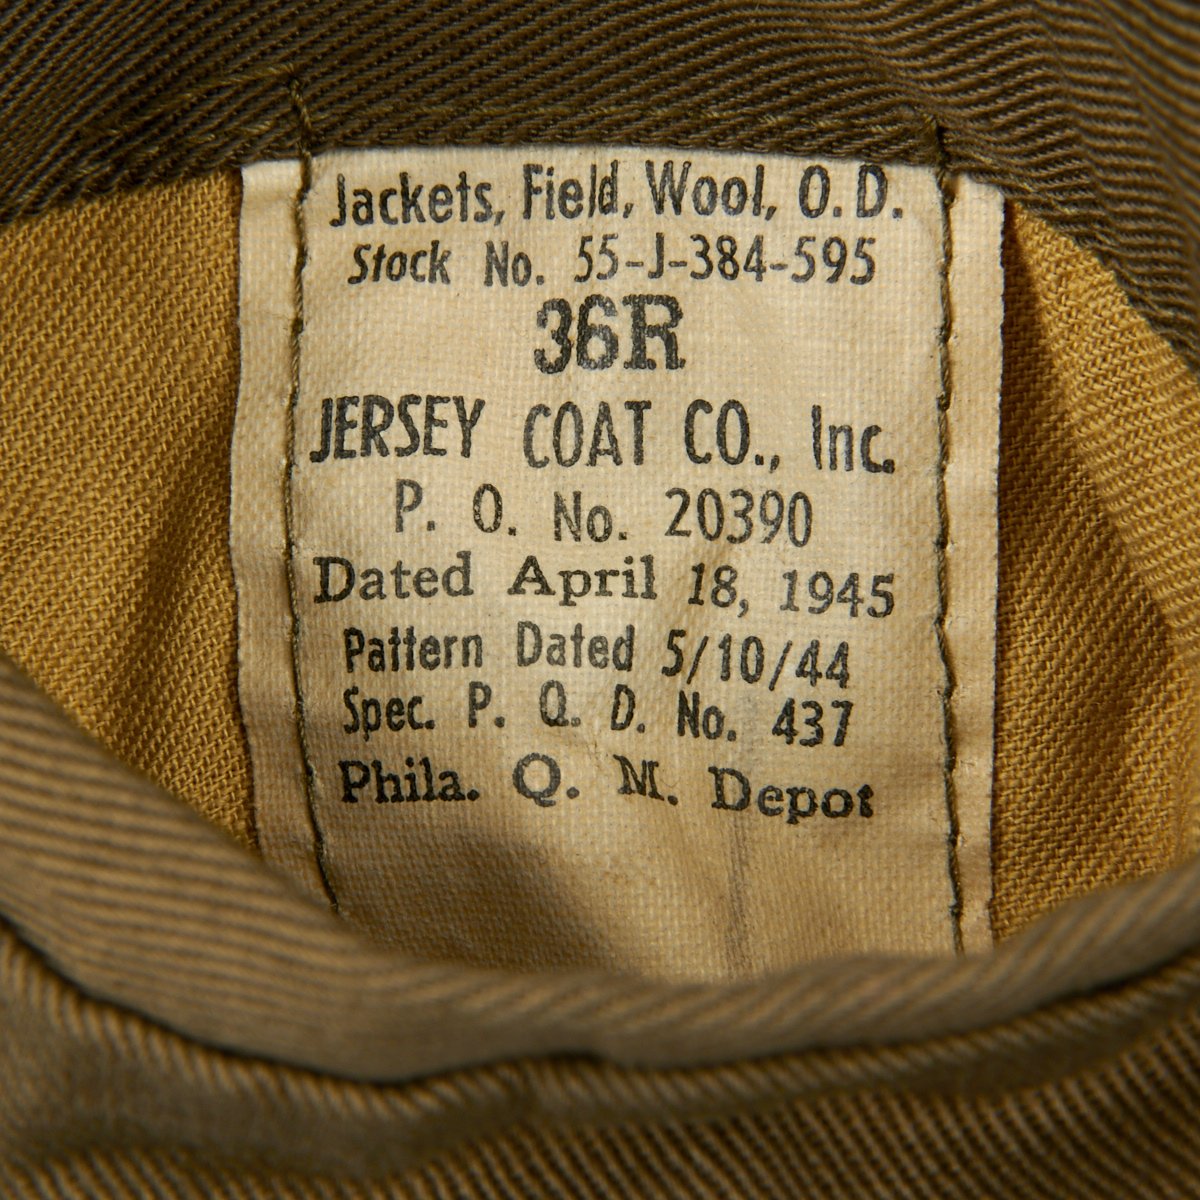 Jackets, Field, Wool, O. D.
Stock No. 55-J-384-595
36R
JERSEY COAT CO., Inc.
P. O. No. 20390
Dated April 18, 1945
Pattern Dated 5/10/44
Spec. P. Q. D. No. 437
Phila. Q. M. Depot